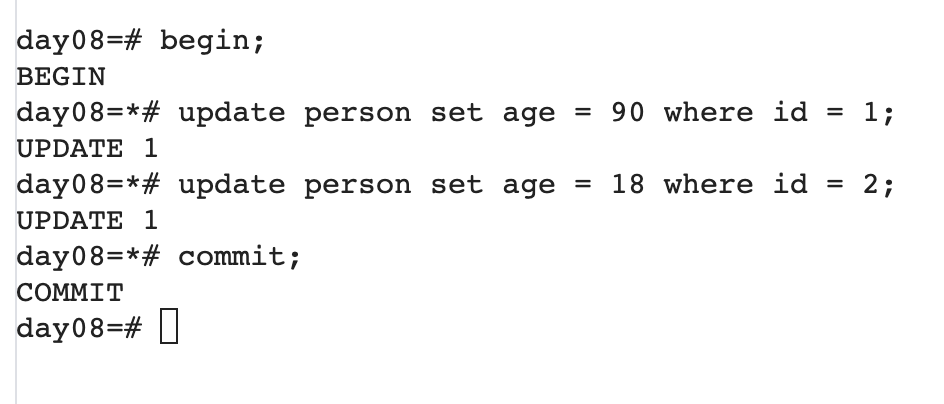 day08=# begin;
BEGIN
day08=*# update person set age = 90 where id = 1;
UPDATE 1
day08=*# update person set age = 18 where id = 2;
UPDATE 1
day08=*# commit;
COMMIT
day08=#